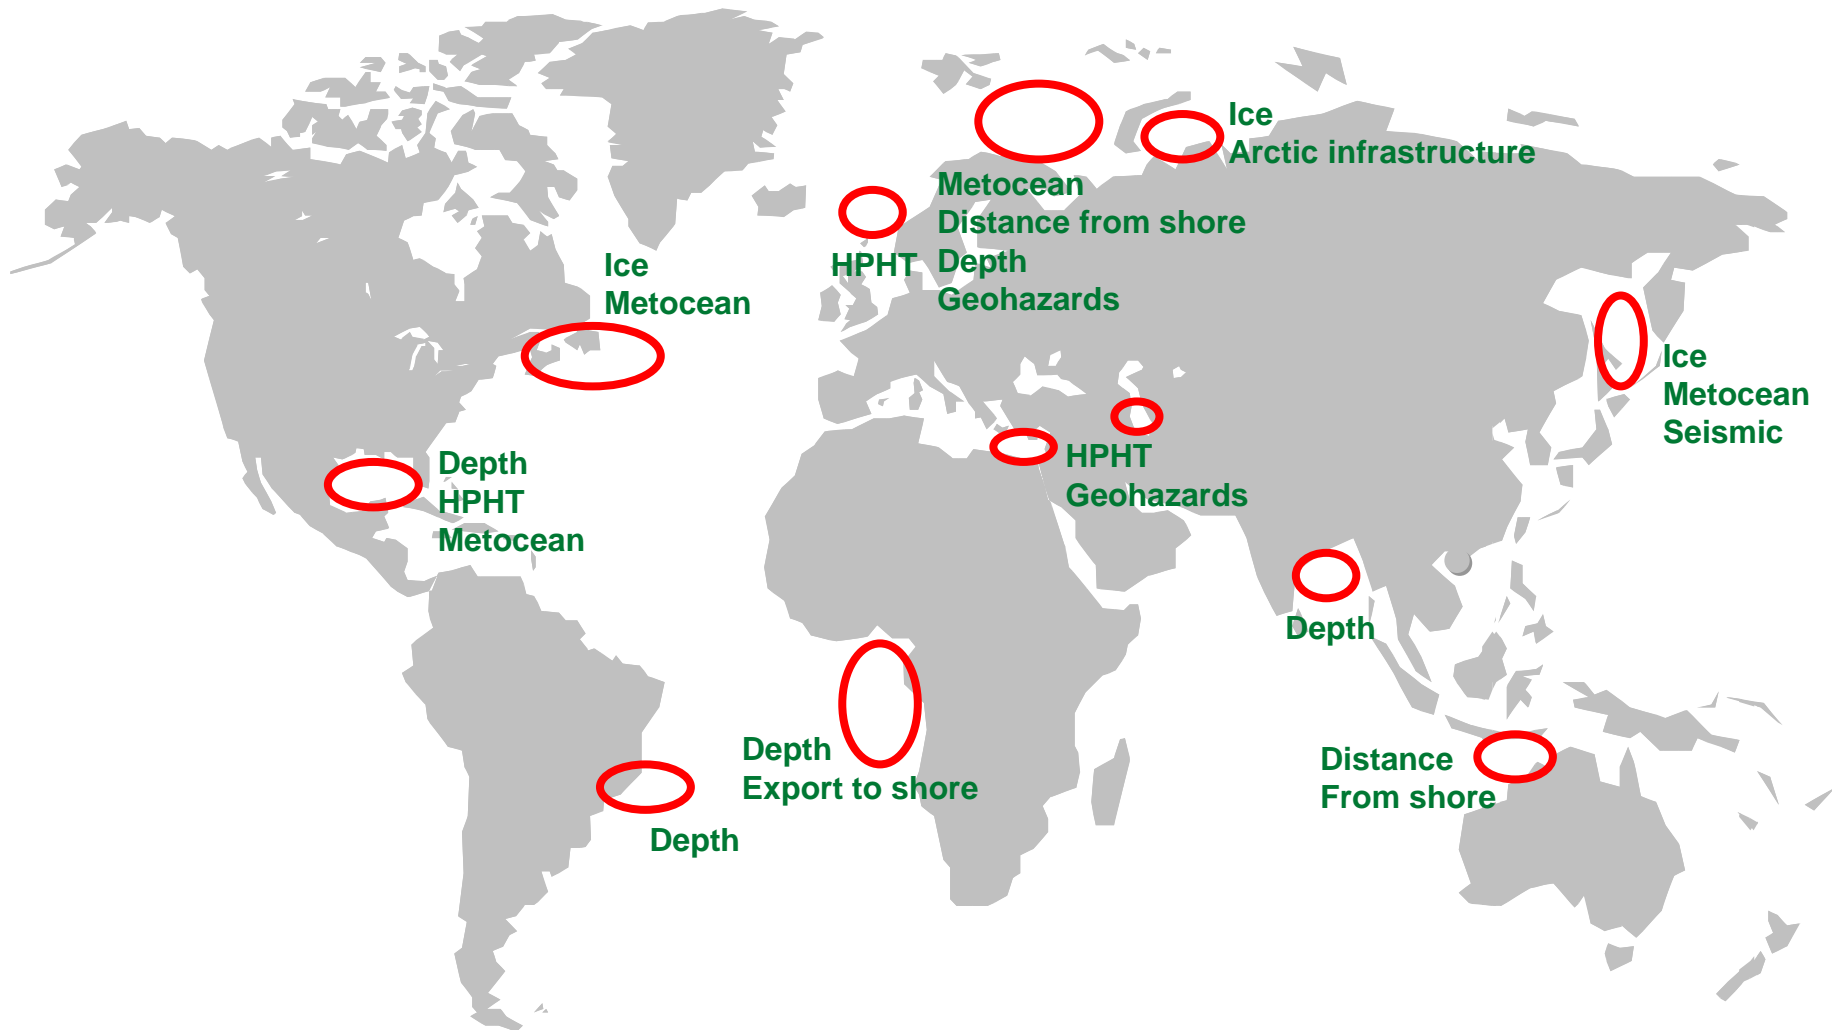 Ice
Arctic infrastructure
Metocean
Distance from shore
Depth
Geohazards
HPHT
Ice
Metocean
Ice
Metocean
Seismic
Depth
HPHT
Metocean
HPHT
Geohazards
Depth
Depth
Export to shore
Distance
From shore
Depth